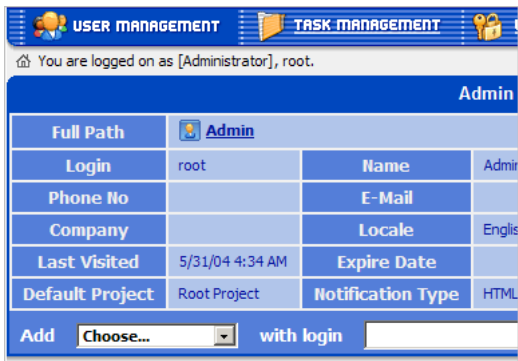 USER MANAGEMENT TASK MANAGEMENT
You are logged on as [Administrator], root.
Admin
Full Path Admin
Login root Name
Phone No E-Mail
Company Locale
Last Visited 5/31/04 4:34 AM Expire Date
Default Project Root Project Notification Type HTML
Add Choose... with login